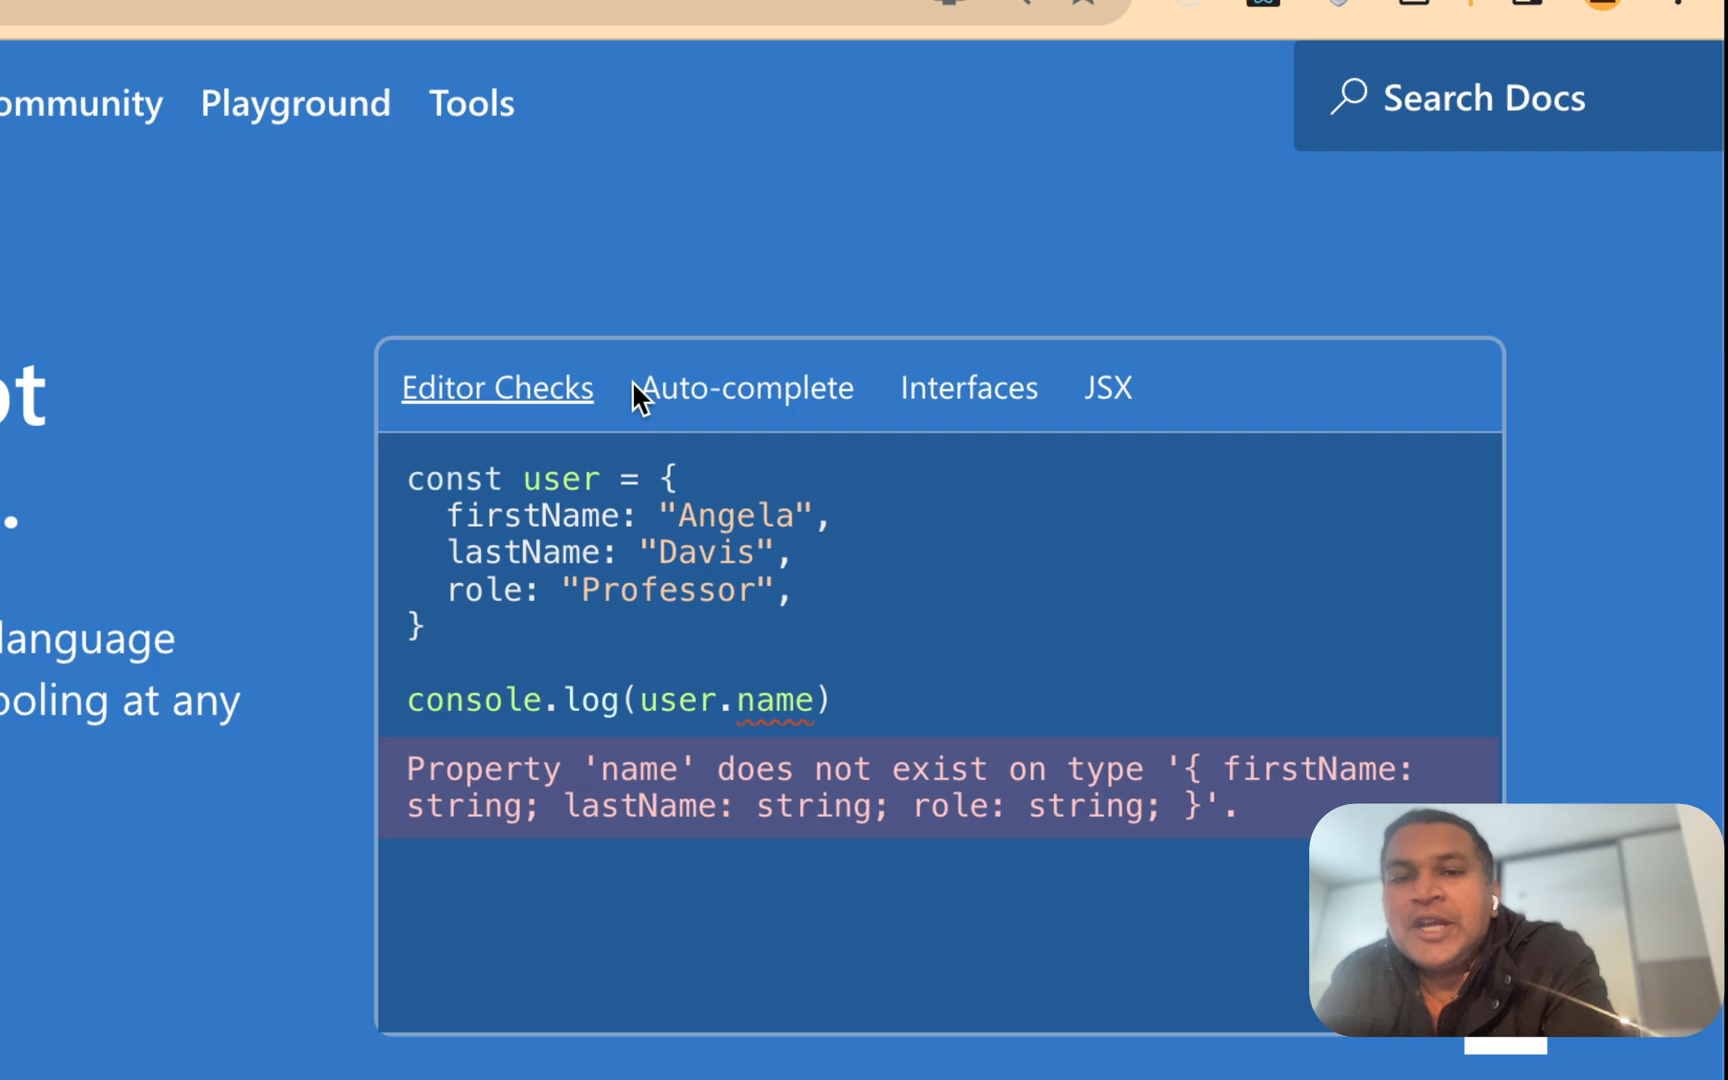 ommunity Playground Tools
Search Docs
ot
.
language
ooling at any
Editor Checks Auto-complete Interfaces JSX
const user = {
firstName: "Angela",
lastName: "Davis",
role: "Professor",
}
console.log(user.name)
Property 'name' does not exist on type '{ firstName:
string; lastName: string; role: string; }'.